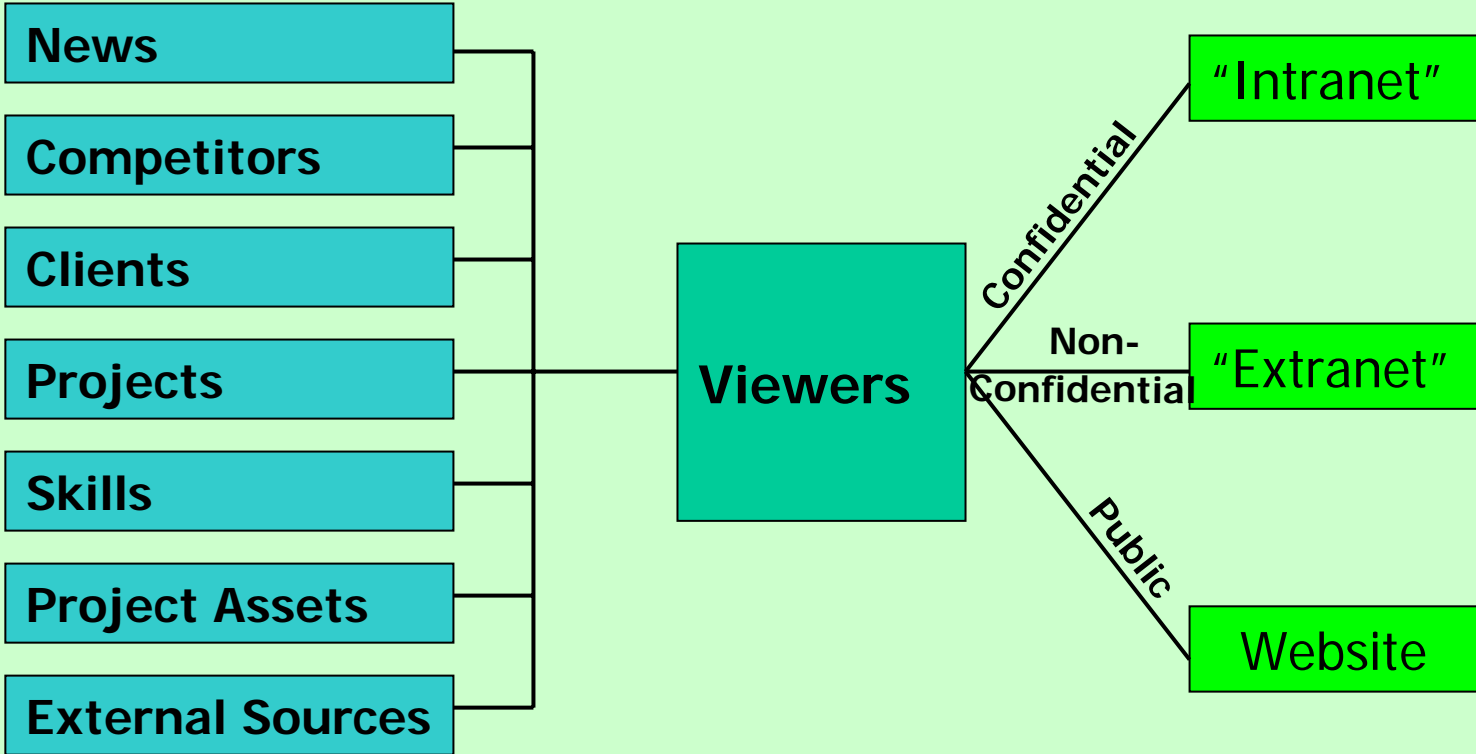 News
Competitors
Clients
Projects
Skills
Project Assets
External Sources
Viewers
Confidential
Non-
Confidential
Public
“Intranet”
“Extranet”
Website